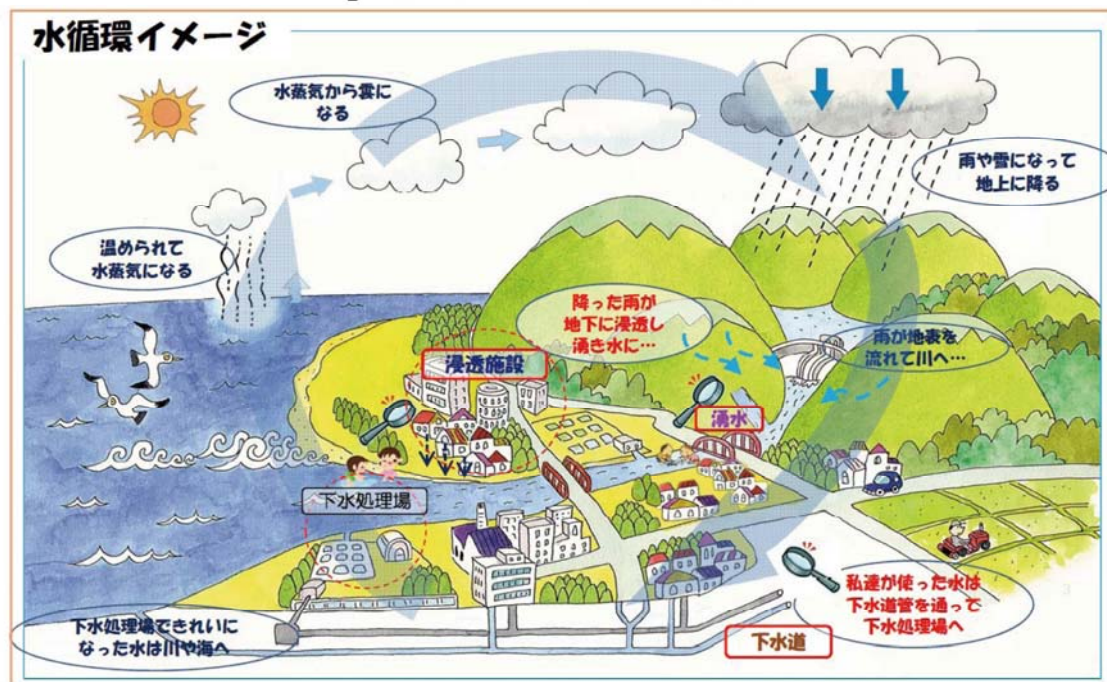 水循環イメージ
水蒸気から雲に
なる
雨や雪になって
地上に降る
温められて
水蒸気になる
降った雨が
地下に浸透し
湧き水に…
雨が地表を
流れて川へ…
浸透施設
湧水
下水処理場
私達が使った水は
下水道管を通って
下水処理場へ
下水処理場できれいに
なった水は川や海へ
下水道